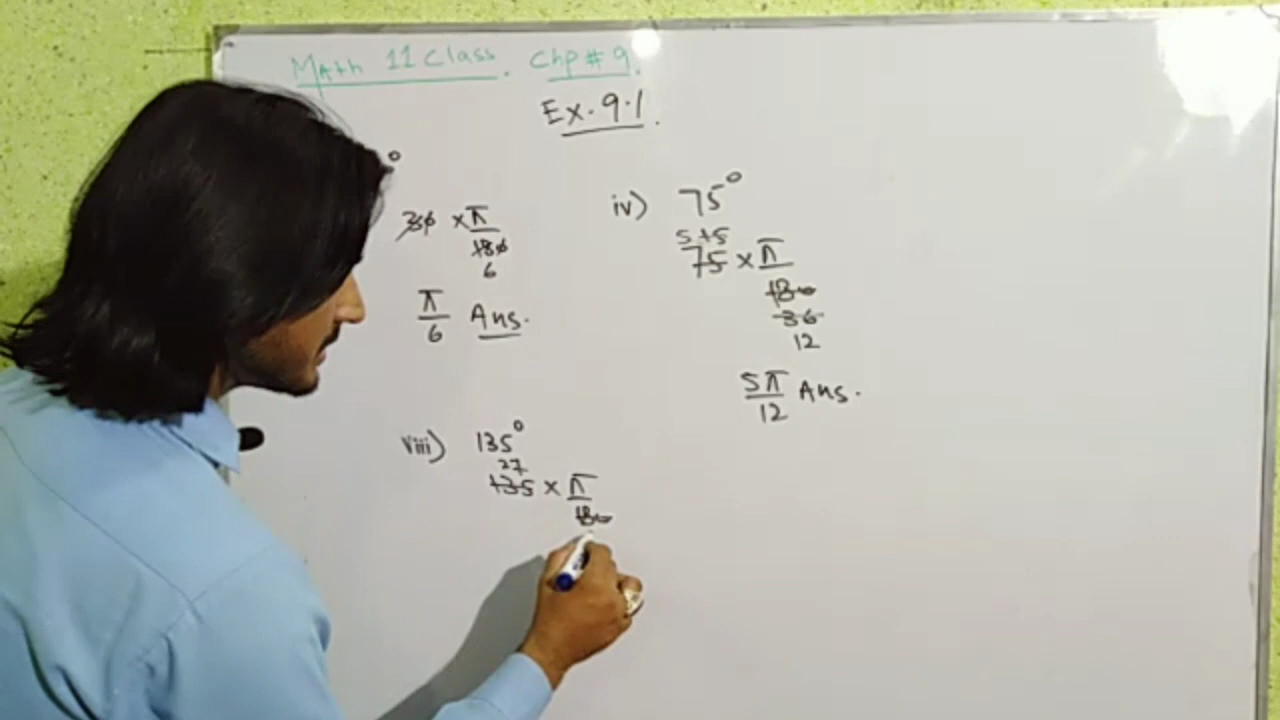 Math 11 Class. Chp # 9.
Ex. 9.1.
°
30 × π
180
6
π
6 Ans.
iv) 75°
5 15
75 × π
180
36
12
5π
12 Ans.
viii) 135°
27
135 × π
180